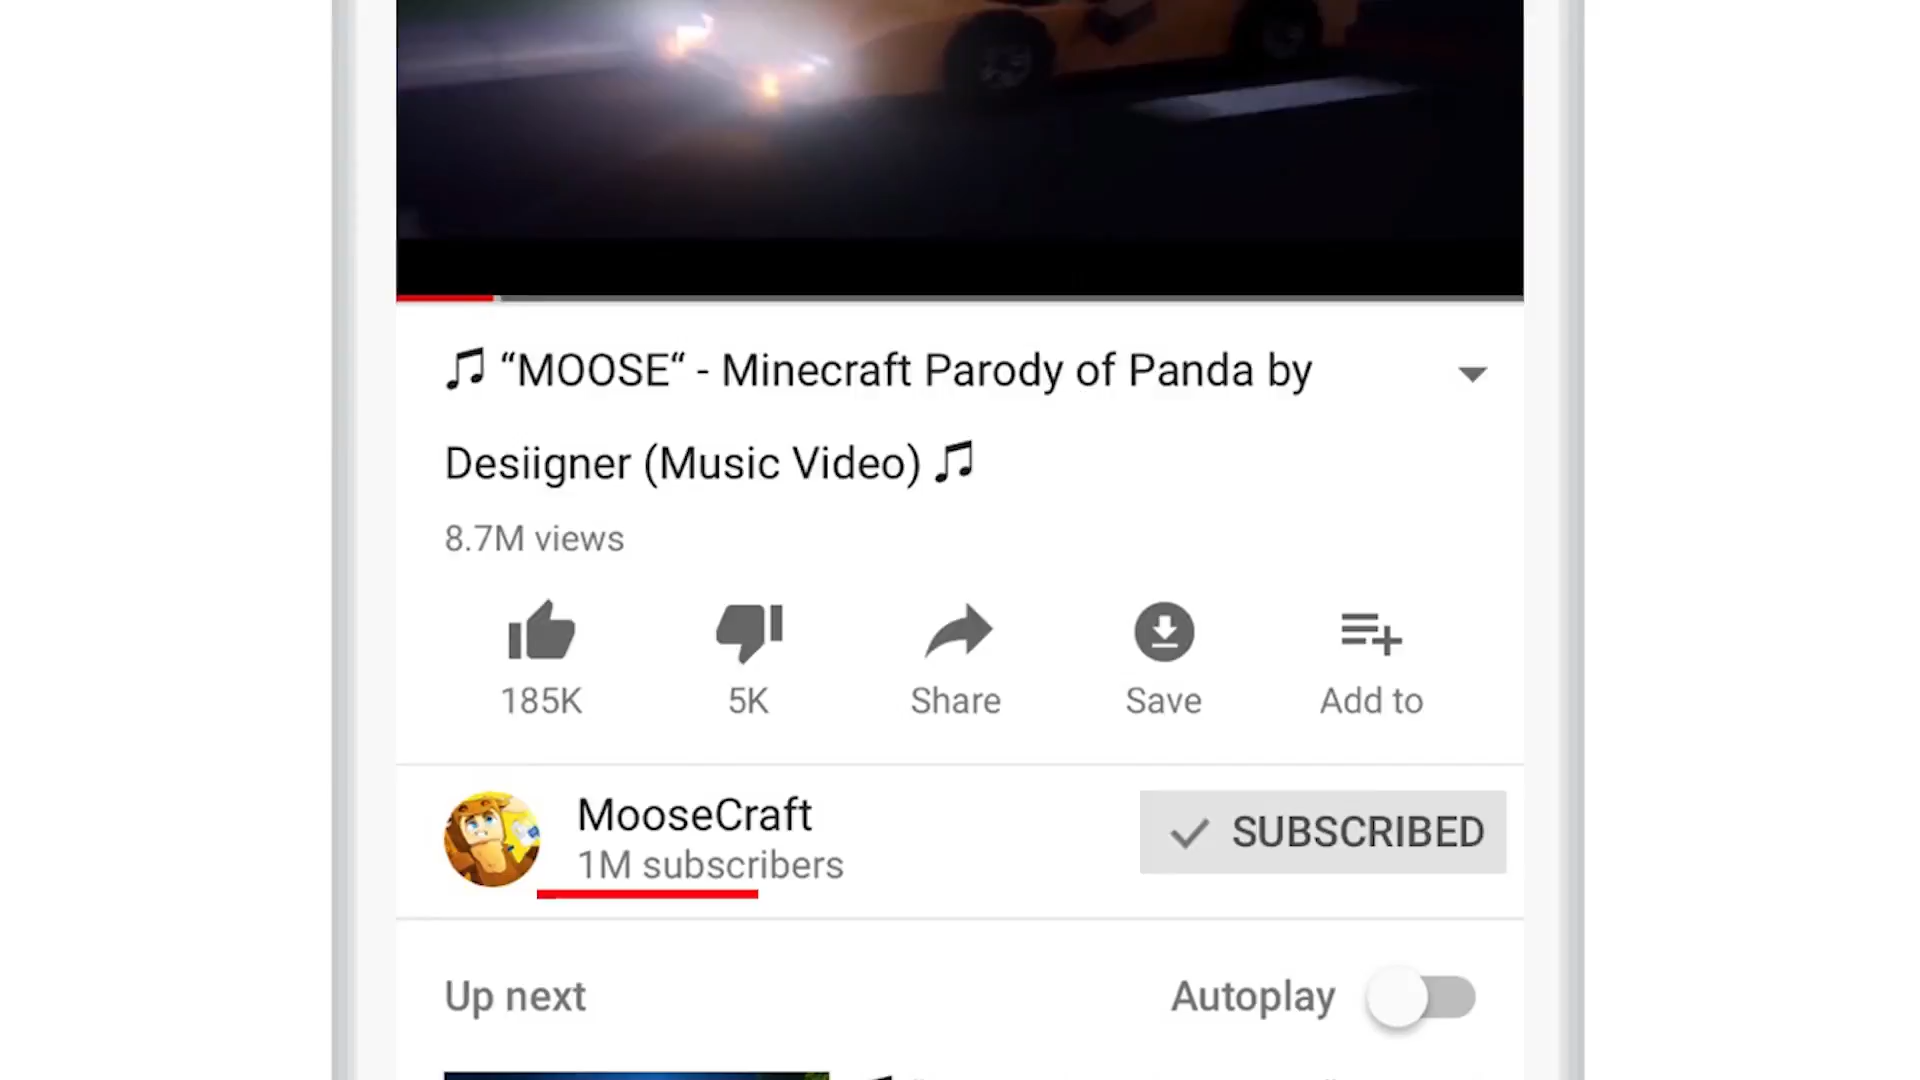 🎵 “MOOSE“ - Minecraft Parody of Panda by
Desiigner (Music Video) 🎵
8.7M views
185K
5K
Share
Save
Add to
MooseCraft
1M subscribers
SUBSCRIBED
Up next
Autoplay